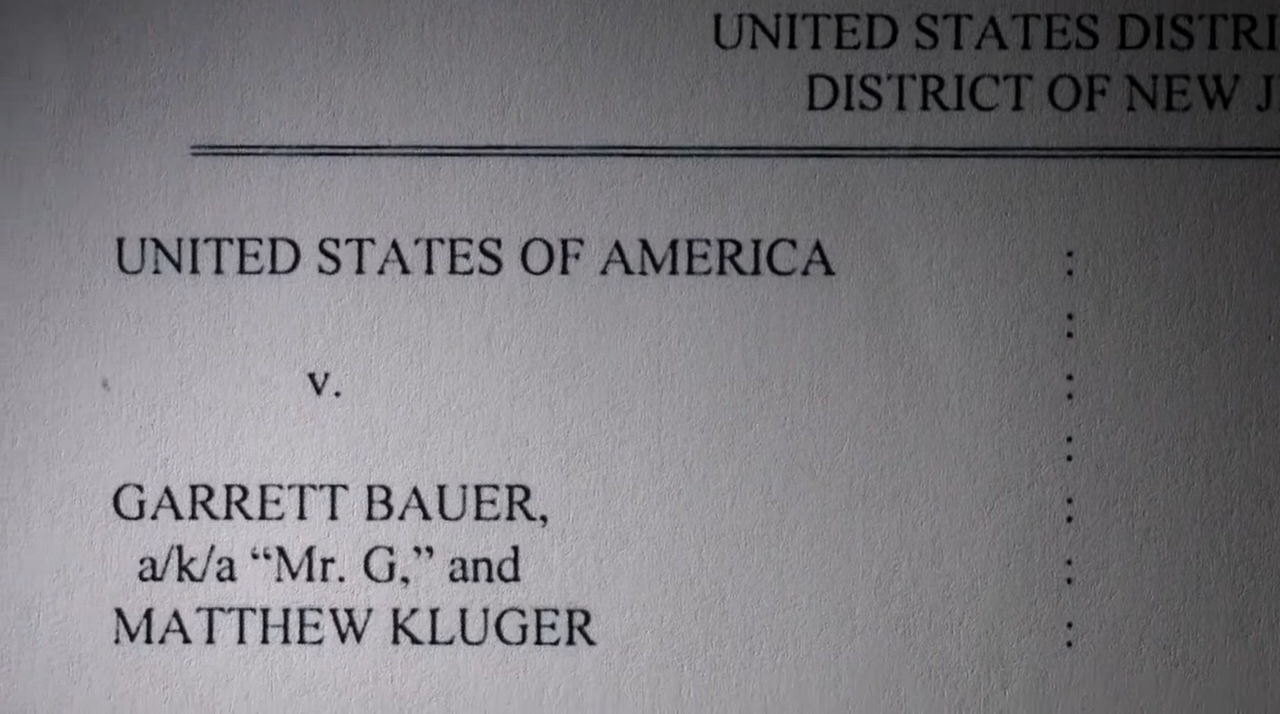 UNITED STATES DISTRI
DISTRICT OF NEW J
UNITED STATES OF AMERICA :
:
v. :
:
GARRETT BAUER, :
a/k/a “Mr. G,” and :
MATTHEW KLUGER :